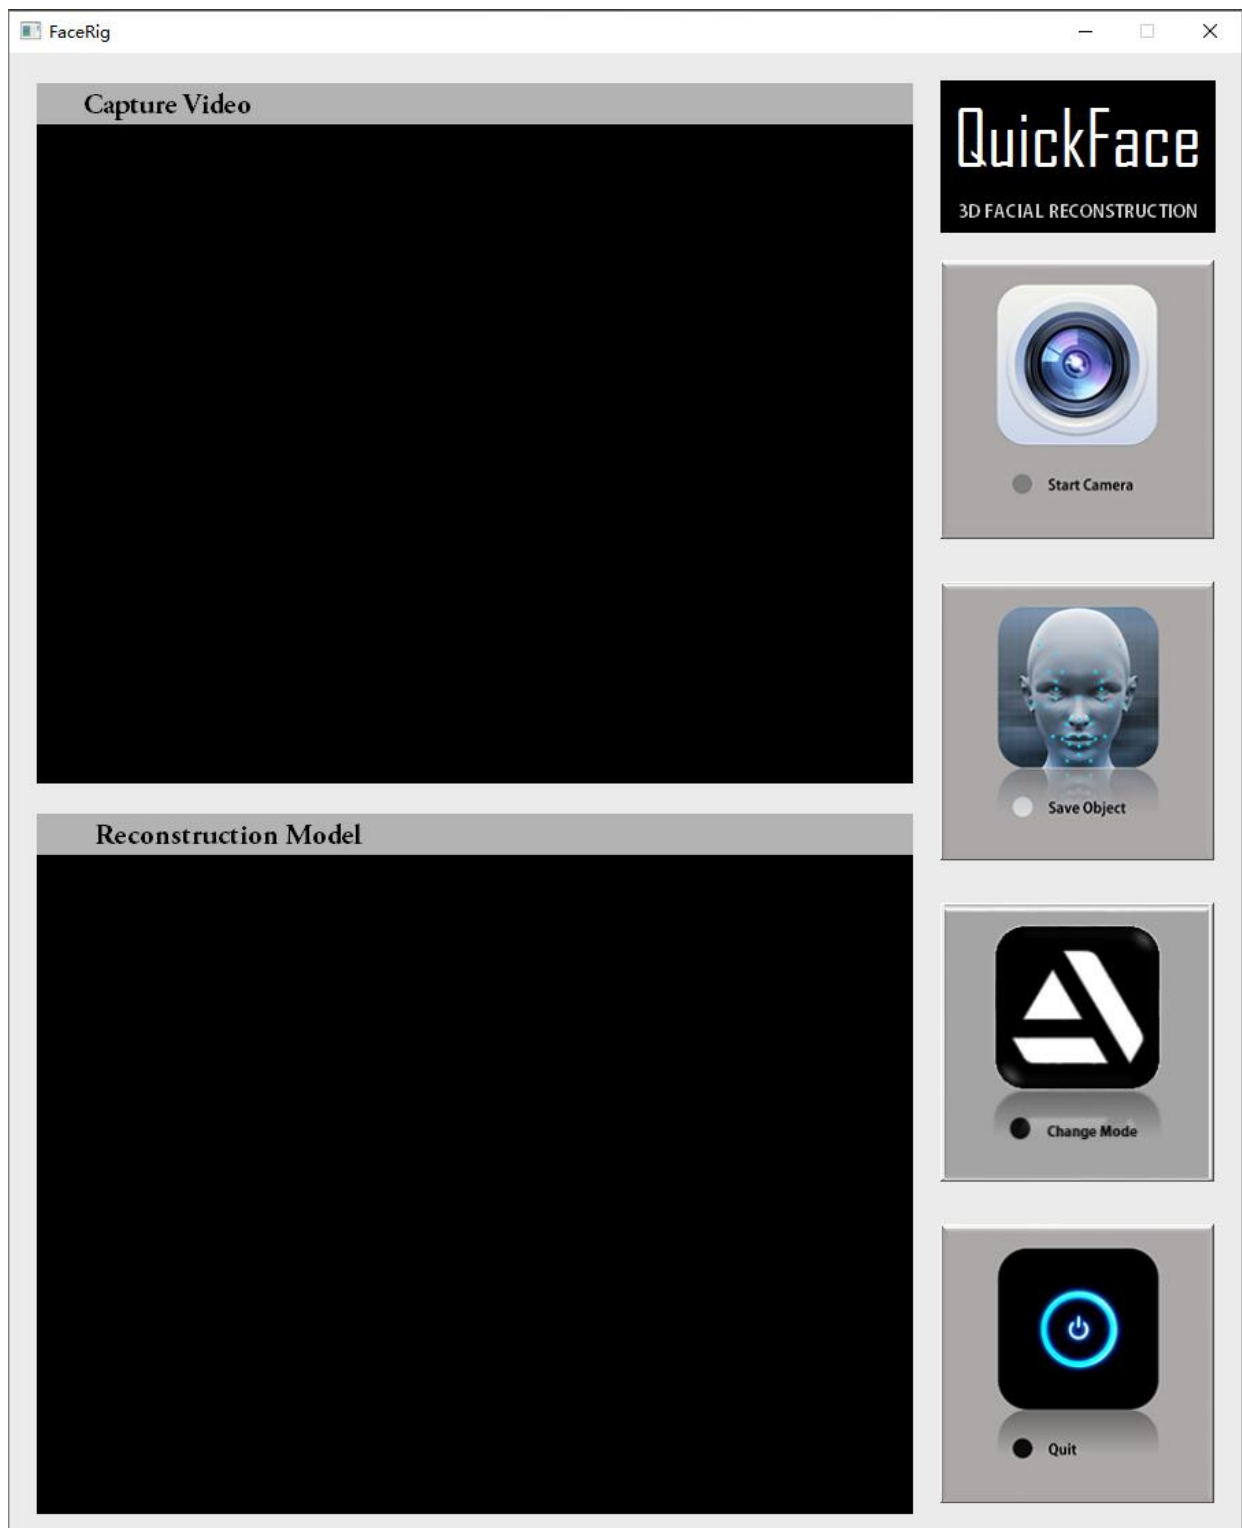 FaceRig
Capture Video
QuickFace
3D FACIAL RECONSTRUCTION
Start Camera
Save Object
Reconstruction Model
Change Mode
Quit